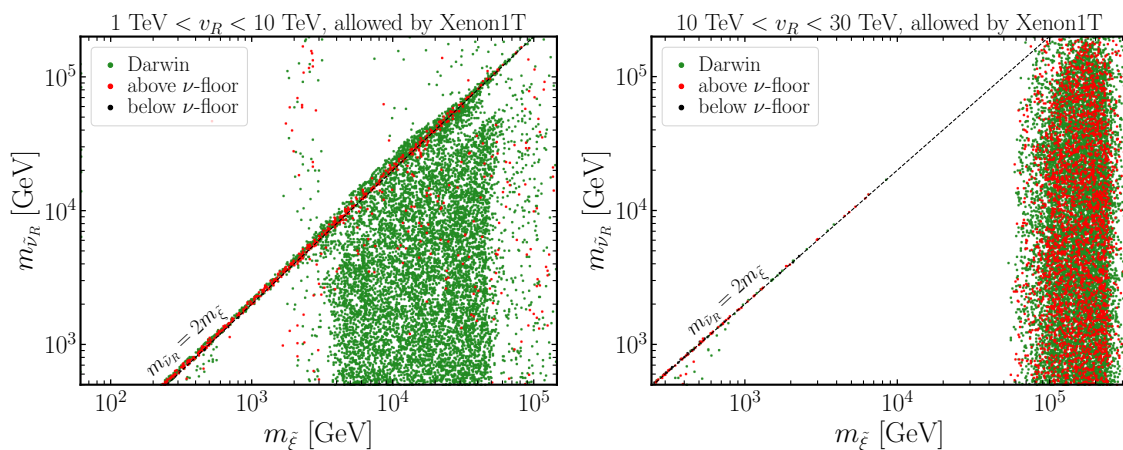 1 TeV < v_R < 10 TeV, allowed by Xenon1T
Darwin
above ν-floor
below ν-floor
m_ν̃_R = 2m_ξ̃
10^5
10^4
10^3
m_ν̃_R [GeV]
10^2
10^3
10^4
10^5
m_ξ̃ [GeV]
10 TeV < v_R < 30 TeV, allowed by Xenon1T
Darwin
above ν-floor
below ν-floor
m_ν̃_R = 2m_ξ̃
10^5
10^4
10^3
m_ν̃_R [GeV]
10^3
10^4
10^5
m_ξ̃ [GeV]